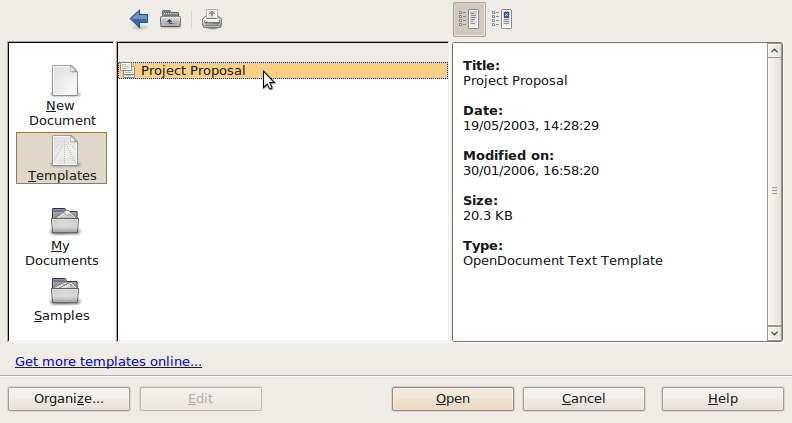 New
Document
Templates
My
Documents
Samples
Project Proposal
Title:
Project Proposal
Date:
19/05/2003, 14:28:29
Modified on:
30/01/2006, 16:58:20
Size:
20.3 KB
Type:
OpenDocument Text Template
Get more templates online...
Organize...
Edit
Open
Cancel
Help